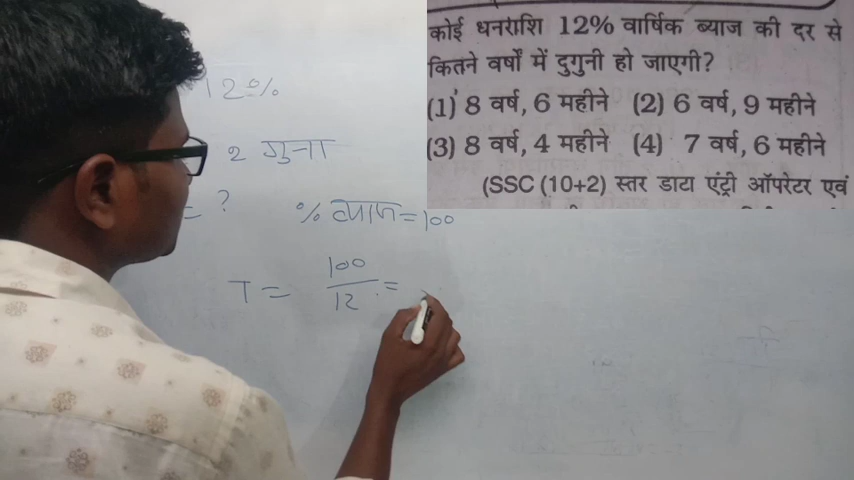 कोई धनराशि 12% वार्षिक ब्याज की दर से
कितने वर्षों में दुगुनी हो जाएगी?
(1) 8 वर्ष, 6 महीने (2) 6 वर्ष, 9 महीने
(3) 8 वर्ष, 4 महीने (4) 7 वर्ष, 6 महीने
(SSC (10+2) स्तर डाटा एंट्री ऑपरेटर एवं
12%
2 गुना
= ?
% ब्याज = 100
T = 100/12 =